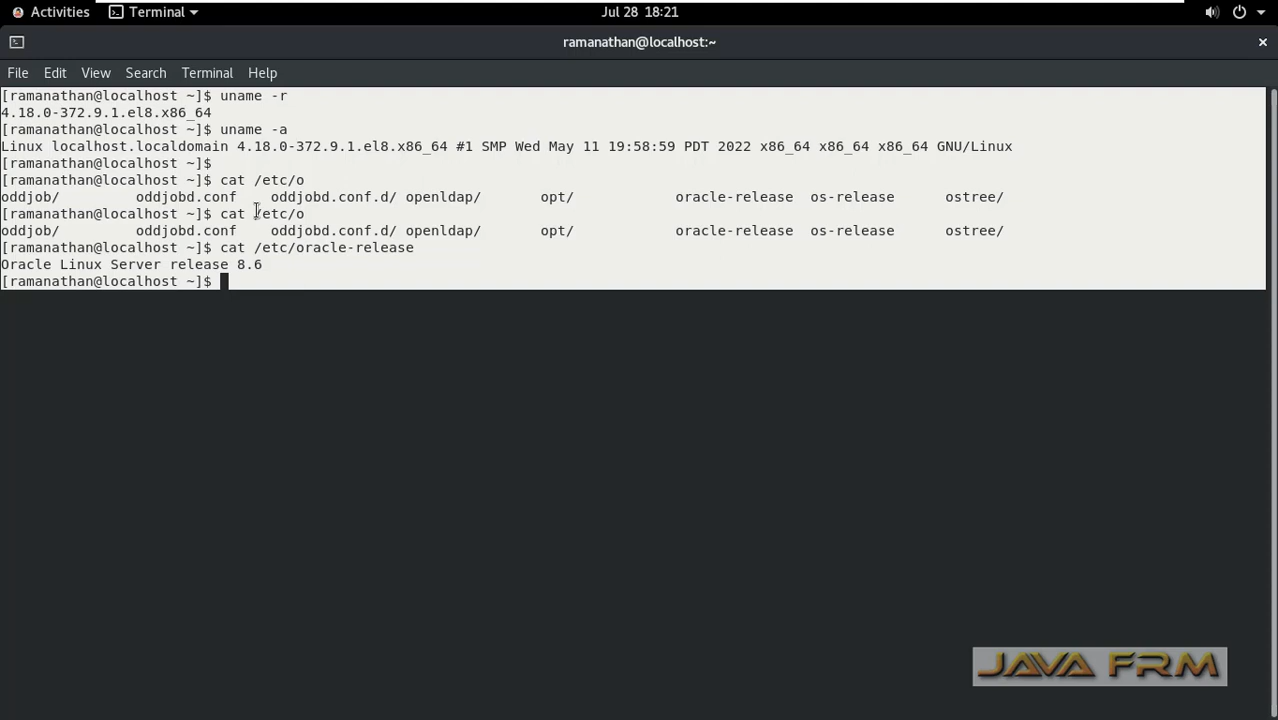 Activities Terminal Jul 28 18:21
ramanathan@localhost:~
File Edit View Search Terminal Help
[ramanathan@localhost ~]$ uname -r
4.18.0-372.9.1.el8.x86_64
[ramanathan@localhost ~]$ uname -a
Linux localhost.localdomain 4.18.0-372.9.1.el8.x86_64 #1 SMP Wed May 11 19:58:59 PDT 2022 x86_64 x86_64 x86_64 GNU/Linux
[ramanathan@localhost ~]$
[ramanathan@localhost ~]$ cat /etc/o
oddjob/ oddjobd.conf oddjobd.conf.d/ openldap/ opt/ oracle-release os-release ostree/
[ramanathan@localhost ~]$ cat /etc/o
oddjob/ oddjobd.conf oddjobd.conf.d/ openldap/ opt/ oracle-release os-release ostree/
[ramanathan@localhost ~]$ cat /etc/oracle-release
Oracle Linux Server release 8.6
[ramanathan@localhost ~]$
JAVA FRM